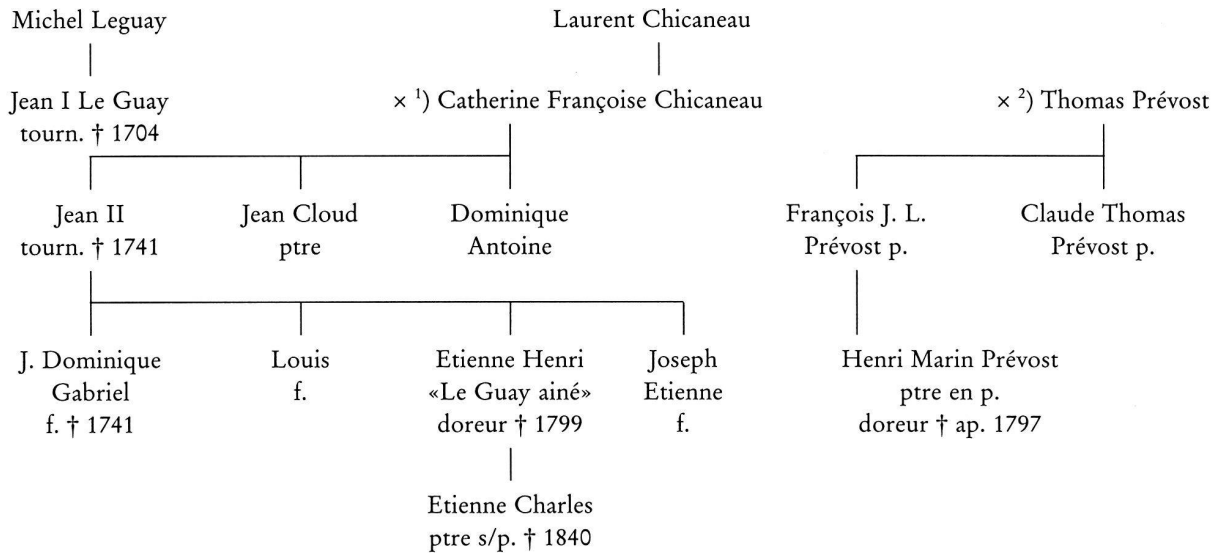 Michel Leguay
Laurent Chicaneau
Jean I Le Guay
tourn. † 1704
× ¹) Catherine Françoise Chicaneau
× ²) Thomas Prévost
Jean II
tourn. † 1741
Jean Cloud
ptre
Dominique
Antoine
François J. L.
Prévost p.
Claude Thomas
Prévost p.
J. Dominique
Gabriel
f. † 1741
Louis
f.
Etienne Henri
«Le Guay ainé»
doreur † 1799
Joseph
Etienne
f.
Henri Marin Prévost
ptre en p.
doreur † ap. 1797
Etienne Charles
ptre s/p. † 1840